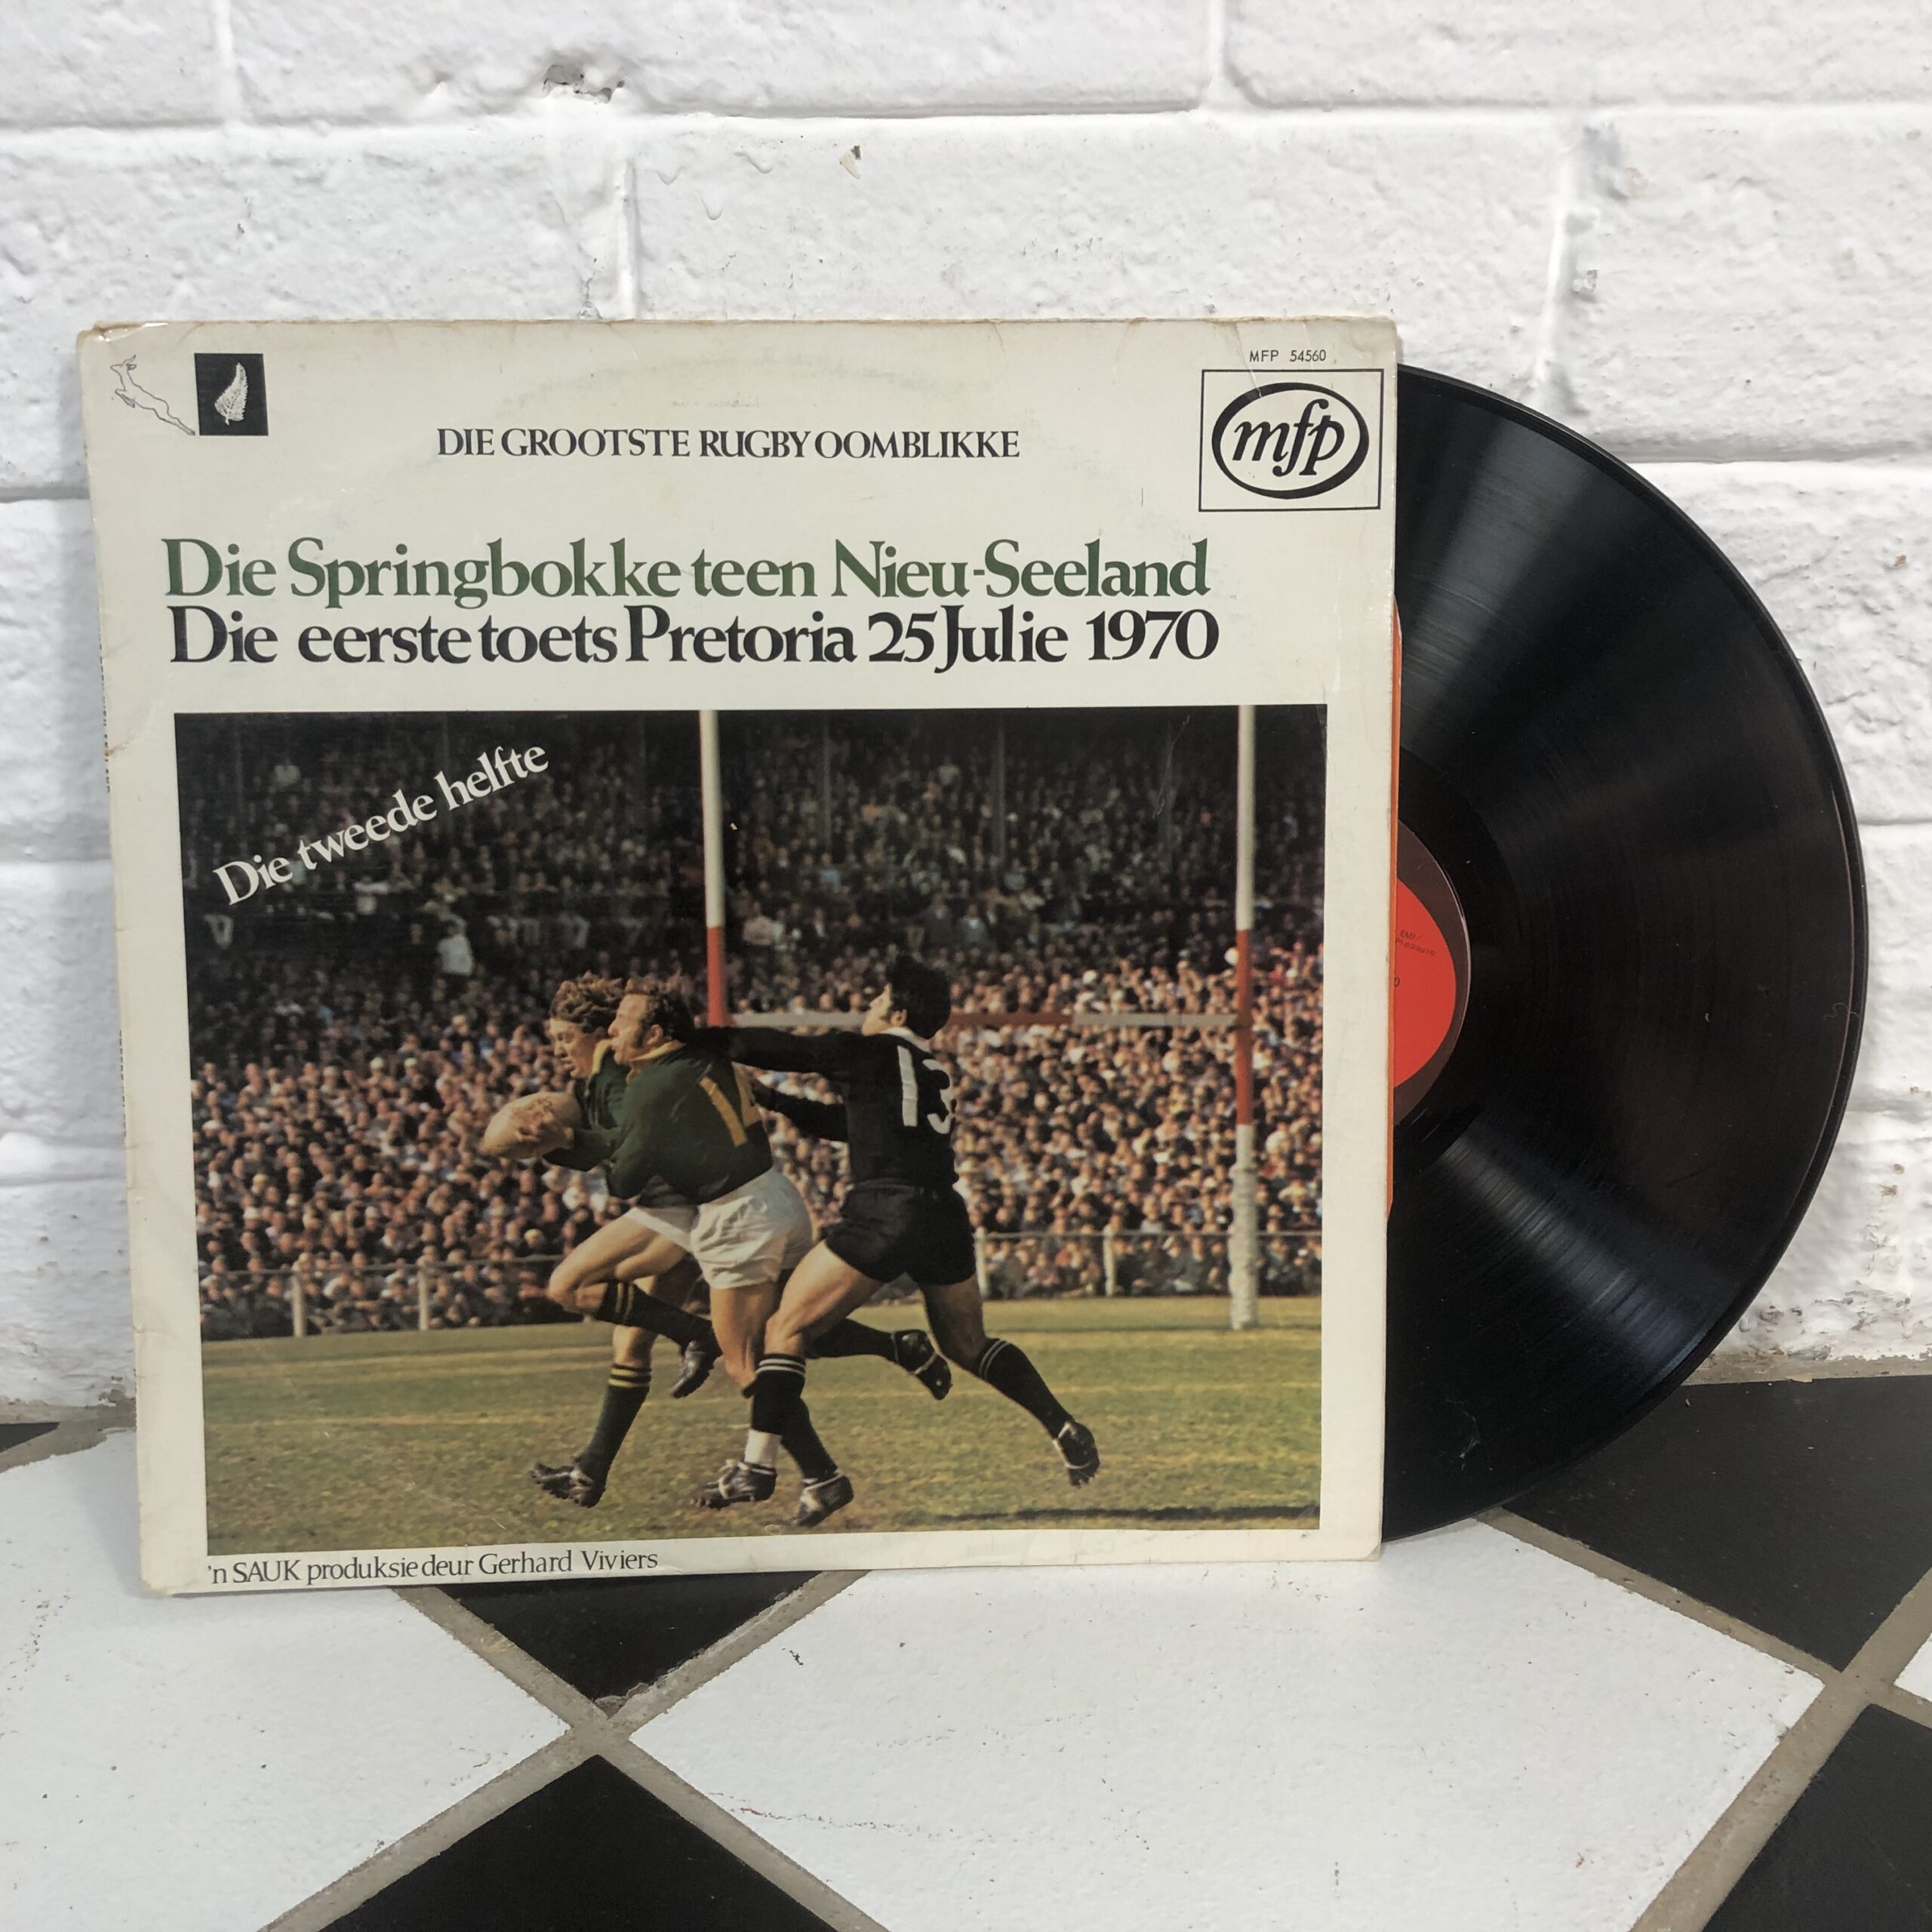 MFP 54560
mfp
DIE GROOTSTE RUGBY OOMBLIKKE
Die Springbokke teen Nieu-Seeland
Die eerste toets Pretoria 25 Julie 1970
Die tweede helfte
14
13
'n SAUK produksie deur Gerhard Viviers
EMI